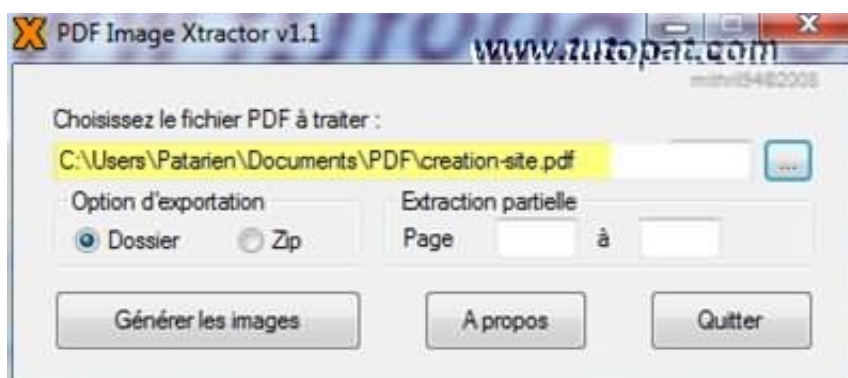 PDF Image Xtractor v1.1
www.tutopat.com
Choisissez le fichier PDF à traiter :
C:\Users\Patarien\Documents\PDF\creation-site.pdf
...
Option d'exportation
Extraction partielle
Dossier
Zip
Page
à
Générer les images
A propos
Quitter